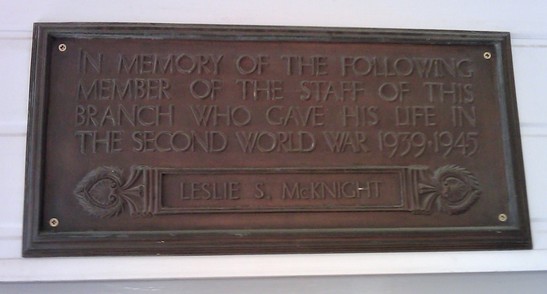 IN MEMORY OF THE FOLLOWING
MEMBER OF THE STAFF OF THIS
BRANCH WHO GAVE HIS LIFE IN
THE SECOND WORLD WAR 1939-1945
LESLIE S. McKNIGHT